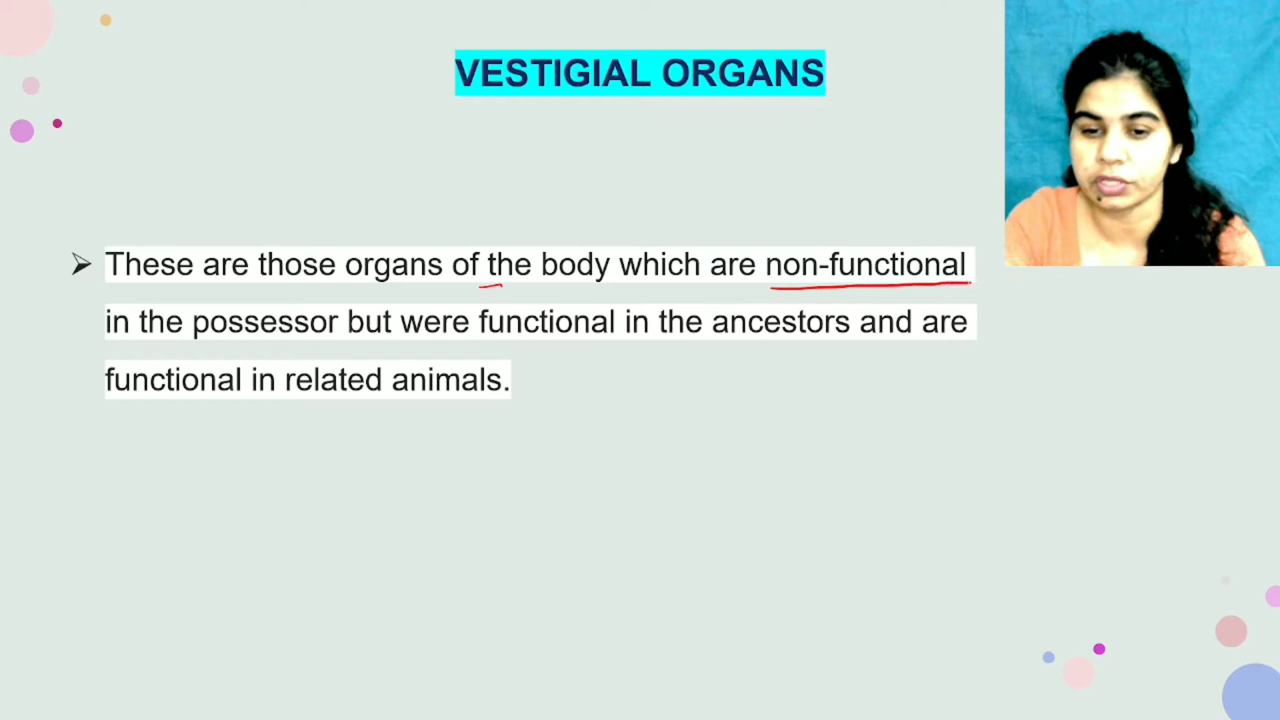 VESTIGIAL ORGANS
These are those organs of the body which are non-functional
in the possessor but were functional in the ancestors and are
functional in related animals.